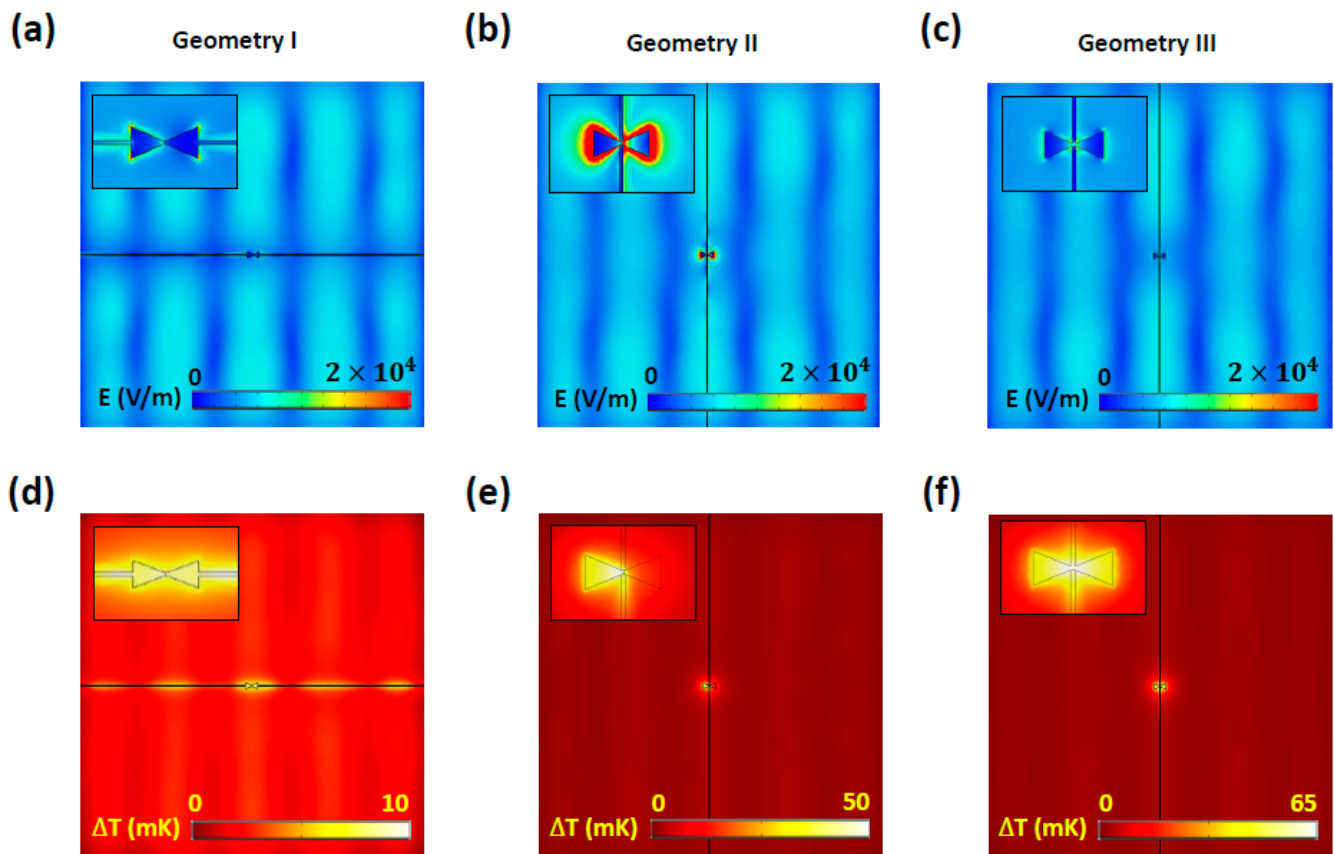 (a) Geometry I
(b) Geometry II
(c) Geometry III
0 2 × 10⁴
E (V/m)
0 2 × 10⁴
E (V/m)
0 2 × 10⁴
E (V/m)
(d)
(e)
(f)
0 10
ΔT (mK)
0 50
ΔT (mK)
0 65
ΔT (mK)